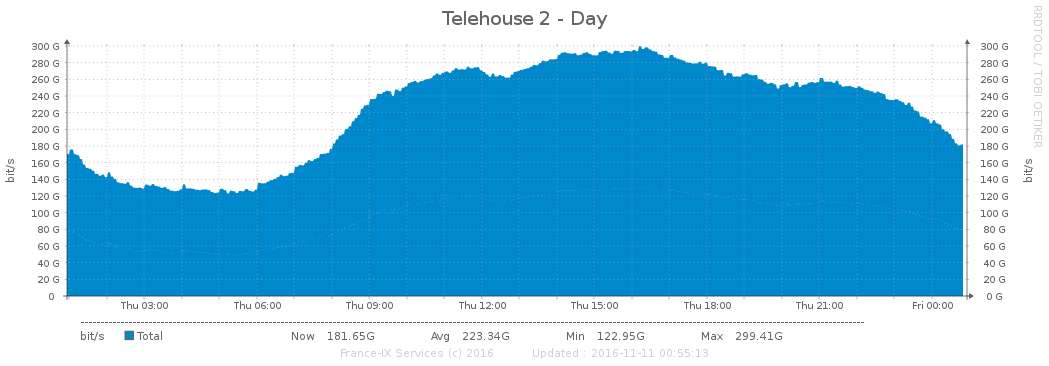 Telehouse 2 - Day
RRDTOOL / TOBI OETIKER
bit/s
300 G
280 G
260 G
240 G
220 G
200 G
180 G
160 G
140 G
120 G
100 G
80 G
60 G
40 G
20 G
0
300 G
280 G
260 G
240 G
220 G
200 G
180 G
160 G
140 G
120 G
100 G
80 G
60 G
40 G
20 G
0 G
bit/s
Thu 03:00 Thu 06:00 Thu 09:00 Thu 12:00 Thu 15:00 Thu 18:00 Thu 21:00 Fri 00:00
bit/s Total Now 181.65G Avg 223.34G Min 122.95G Max 299.41G
France-IX Services (c) 2016 Updated : 2016-11-11 00:55:13